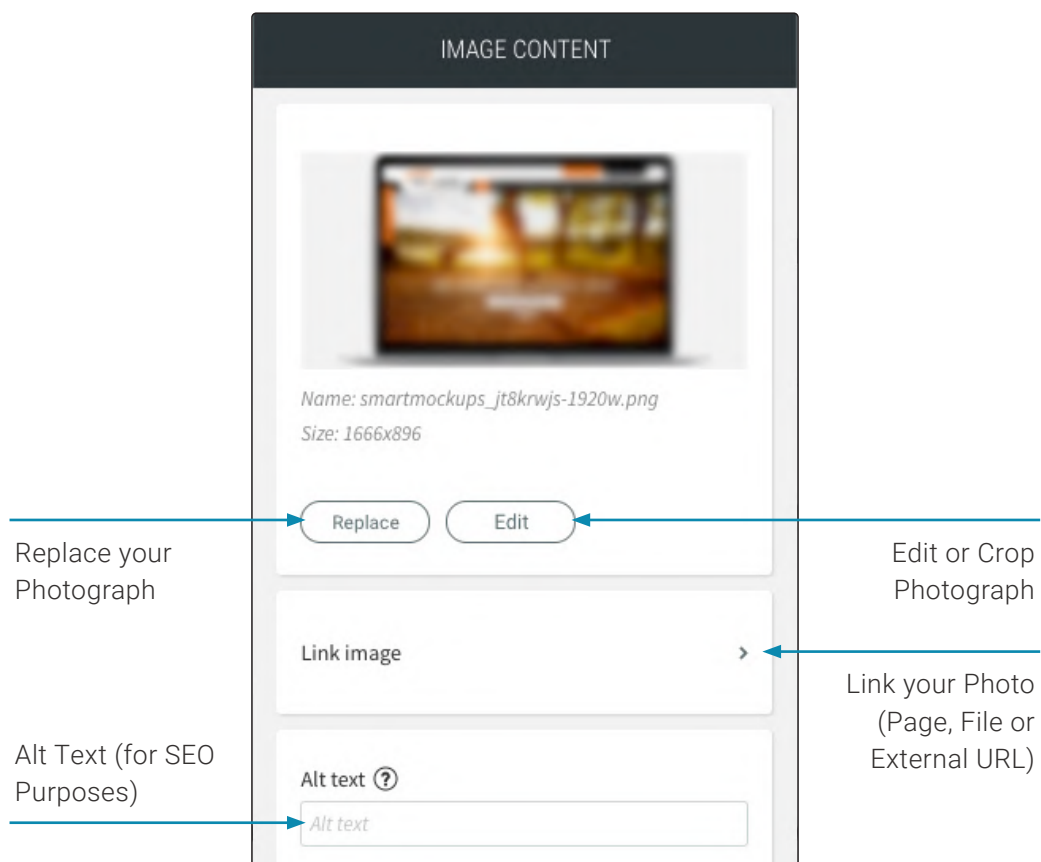 IMAGE CONTENT
Name: smartmockups_jt8krwjs-1920w.png
Size: 1666x896
Replace
Edit
Replace your
Photograph
Edit or Crop
Photograph
Link image
Link your Photo
(Page, File or
External URL)
Alt Text (for SEO
Purposes)
Alt text ?
Alt text